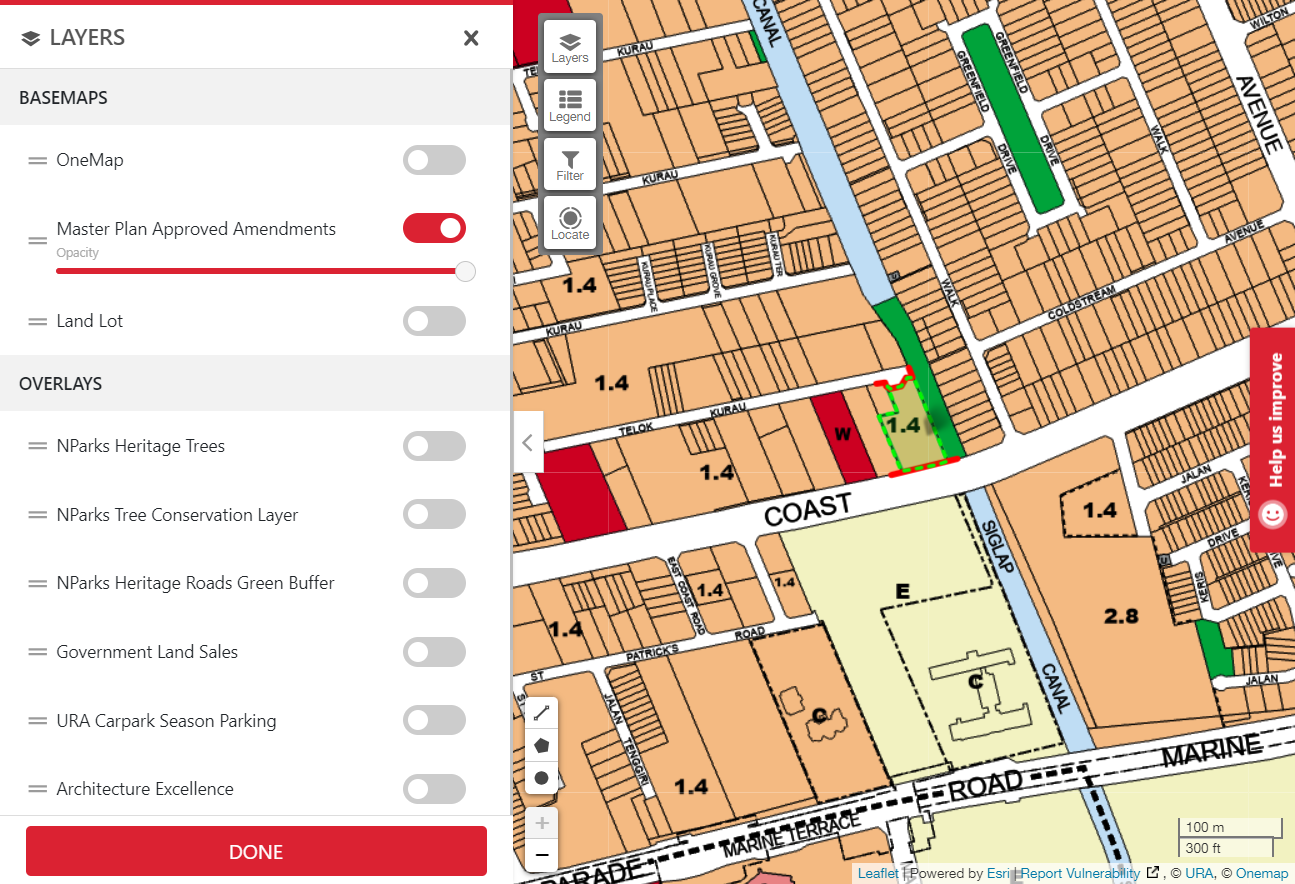 LAYERS
BASEMAPS
OneMap
Master Plan Approved Amendments
Opacity
Land Lot
OVERLAYS
NParks Heritage Trees
NParks Tree Conservation Layer
NParks Heritage Roads Green Buffer
Government Land Sales
URA Carpark Season Parking
Architecture Excellence
DONE
Layers
Legend
Filter
Locate
CANAL
KURAU
WILTON
GREENFIELD
GREENFIELD
DRIVE
DRIVE
AVENUE
WALK
KURAU
KURAU PLACE
KURAU GROVE
KURAU TER
AVENUE
COLDSTREAM
WALK
1.4
KURAU
1.4
TELOK
KURAU
W
1.4
1.4
Help us improve
COAST
JALAN
KERIS
1.4
SIGLAP
DRIVE
EAST COAST ROAD
1.4
1.4
E
KERIS
2.8
1.4
ROAD
PATRICK'S
ST
C
CANAL
JALAN
JALAN
TENGGIRI
C
1.4
MARINE
ROAD
MARINE TERRACE
PARADE
E
100 m
300 ft
+
−
Leaflet | Powered by Esri | Report Vulnerability , © URA, © Onemap